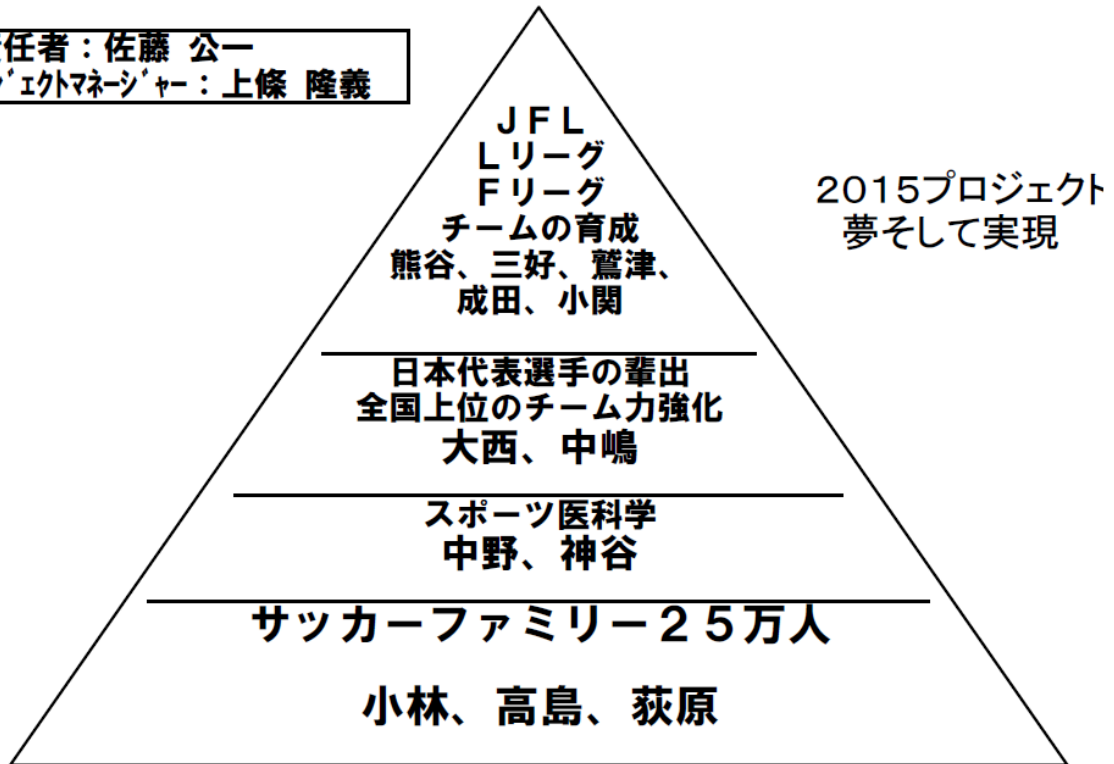 責任者：佐藤 公一
ｼﾞｪｸﾄﾏﾈｰｼﾞｬｰ：上條 隆義
ＪＦＬ
Ｌリーグ
Ｆリーグ
チームの育成
熊谷、三好、鷲津、
成田、小関
2015プロジェクト
夢そして実現
日本代表選手の輩出
全国上位のチーム力強化
大西、中嶋
スポーツ医科学
中野、神谷
サッカーファミリー２５万人
小林、高島、荻原